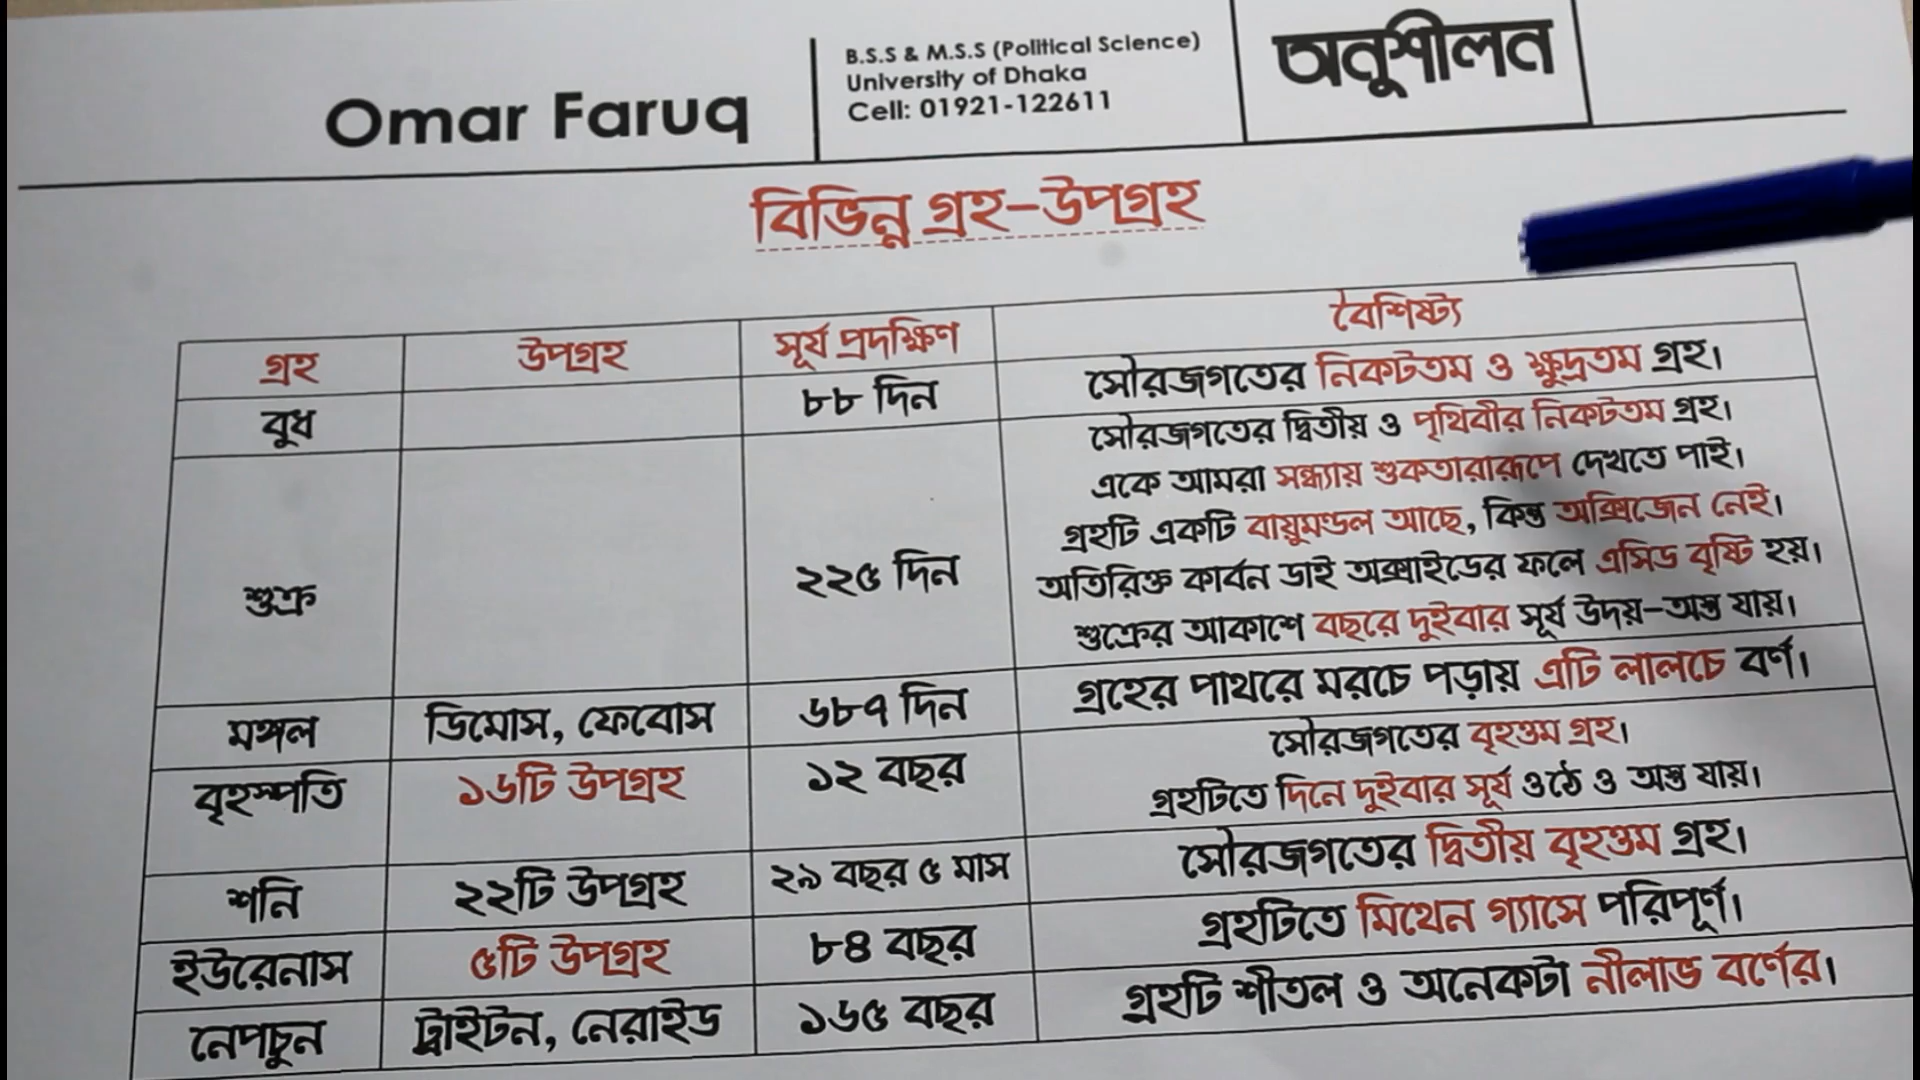 Omar Faruq
B.S.S & M.S.S (Political Science)
University of Dhaka
Cell: 01921-122611
অনুশীলন
বিভিন্ন গ্রহ-উপগ্রহ
গ্রহ উপগ্রহ সূর্য প্রদক্ষিণ বৈশিষ্ট্য
বুধ ৮৮ দিন সৌরজগতের নিকটতম ও ক্ষুদ্রতম গ্রহ।
শুক্র ২২৫ দিন
সৌরজগতের দ্বিতীয় ও পৃথিবীর নিকটতম গ্রহ।
একে আমরা সন্ধ্যায় শুকতারারূপে দেখতে পাই।
গ্রহটি একটি বায়ুমণ্ডল আছে, কিন্তু অক্সিজেন নেই।
অতিরিক্ত কার্বন ডাই অক্সাইডের ফলে এসিড বৃষ্টি হয়।
শুক্রের আকাশে বছরে দুইবার সূর্য উদয়-অস্ত যায়।
মঙ্গল ডিমোস, ফেবোস ৬৮৭ দিন গ্রহের পাথরে মরচে পড়ায় এটি লালচে বর্ণ।
বৃহস্পতি ১৬টি উপগ্রহ ১২ বছর
সৌরজগতের বৃহত্তম গ্রহ।
গ্রহটিতে দিনে দুইবার সূর্য ওঠে ও অস্ত যায়।
শনি ২২টি উপগ্রহ ২৯ বছর ৫ মাস সৌরজগতের দ্বিতীয় বৃহত্তম গ্রহ।
ইউরেনাস ৫টি উপগ্রহ ৮৪ বছর গ্রহটিতে মিথেন গ্যাসে পরিপূর্ণ।
নেপচুন ট্রাইটন, নেরাইড ১৬৫ বছর গ্রহটি শীতল ও অনেকটা নীলাভ বর্ণের।